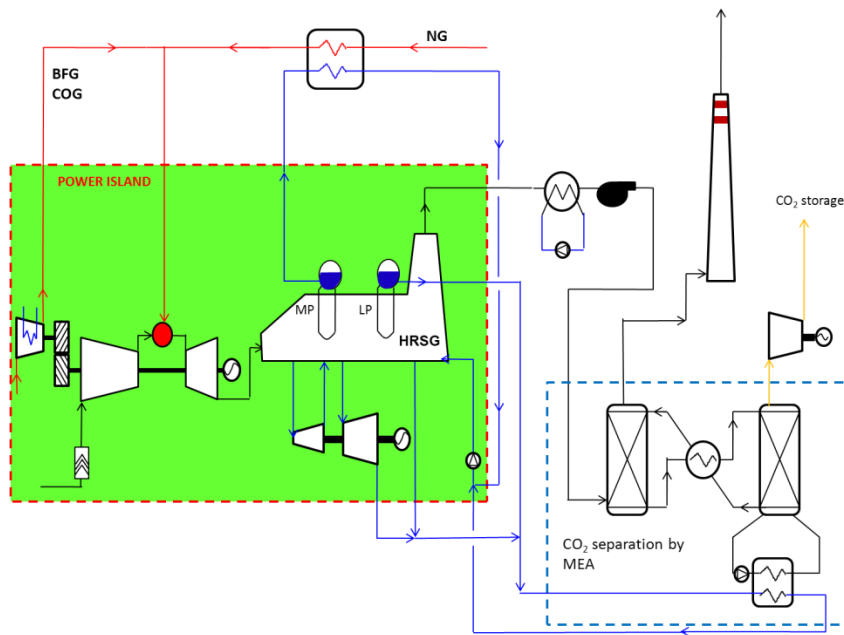 NG
BFG
COG
POWER ISLAND
CO₂ storage
MP
LP
HRSG
CO₂ separation by
MEA